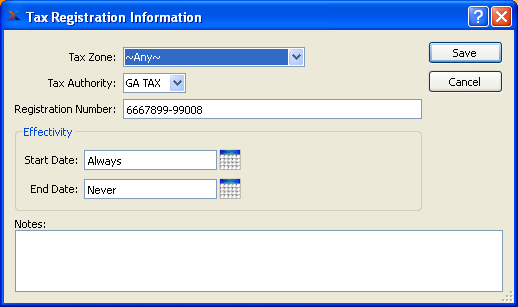 Tax Registration Information
Tax Zone: ~Any~ Save
Tax Authority: GA TAX Cancel
Registration Number: 6667899-99008
Effectivity
Start Date: Always
End Date: Never
Notes: